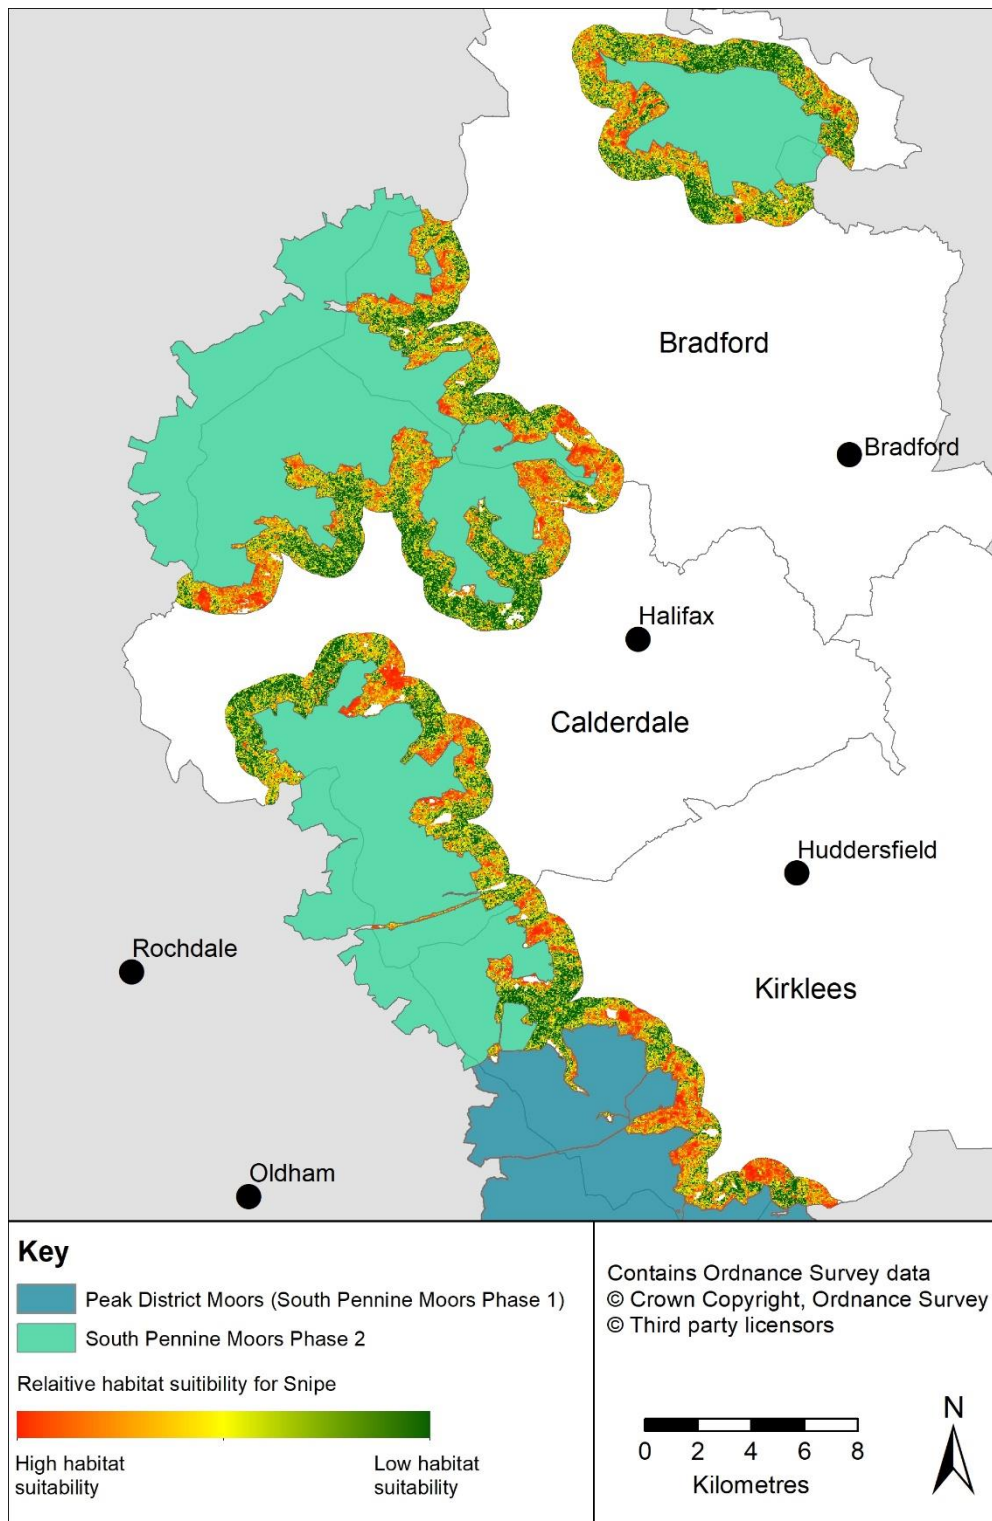 Bradford
Bradford
Halifax
Calderdale
Huddersfield
Rochdale
Kirklees
Oldham
Key
Peak District Moors (South Pennine Moors Phase 1)
South Pennine Moors Phase 2
Relaitive habitat suitibility for Snipe
High habitat
suitability
Low habitat
suitability
Contains Ordnance Survey data
© Crown Copyright, Ordnance Survey
© Third party licensors
0 2 4 6 8
Kilometres
N